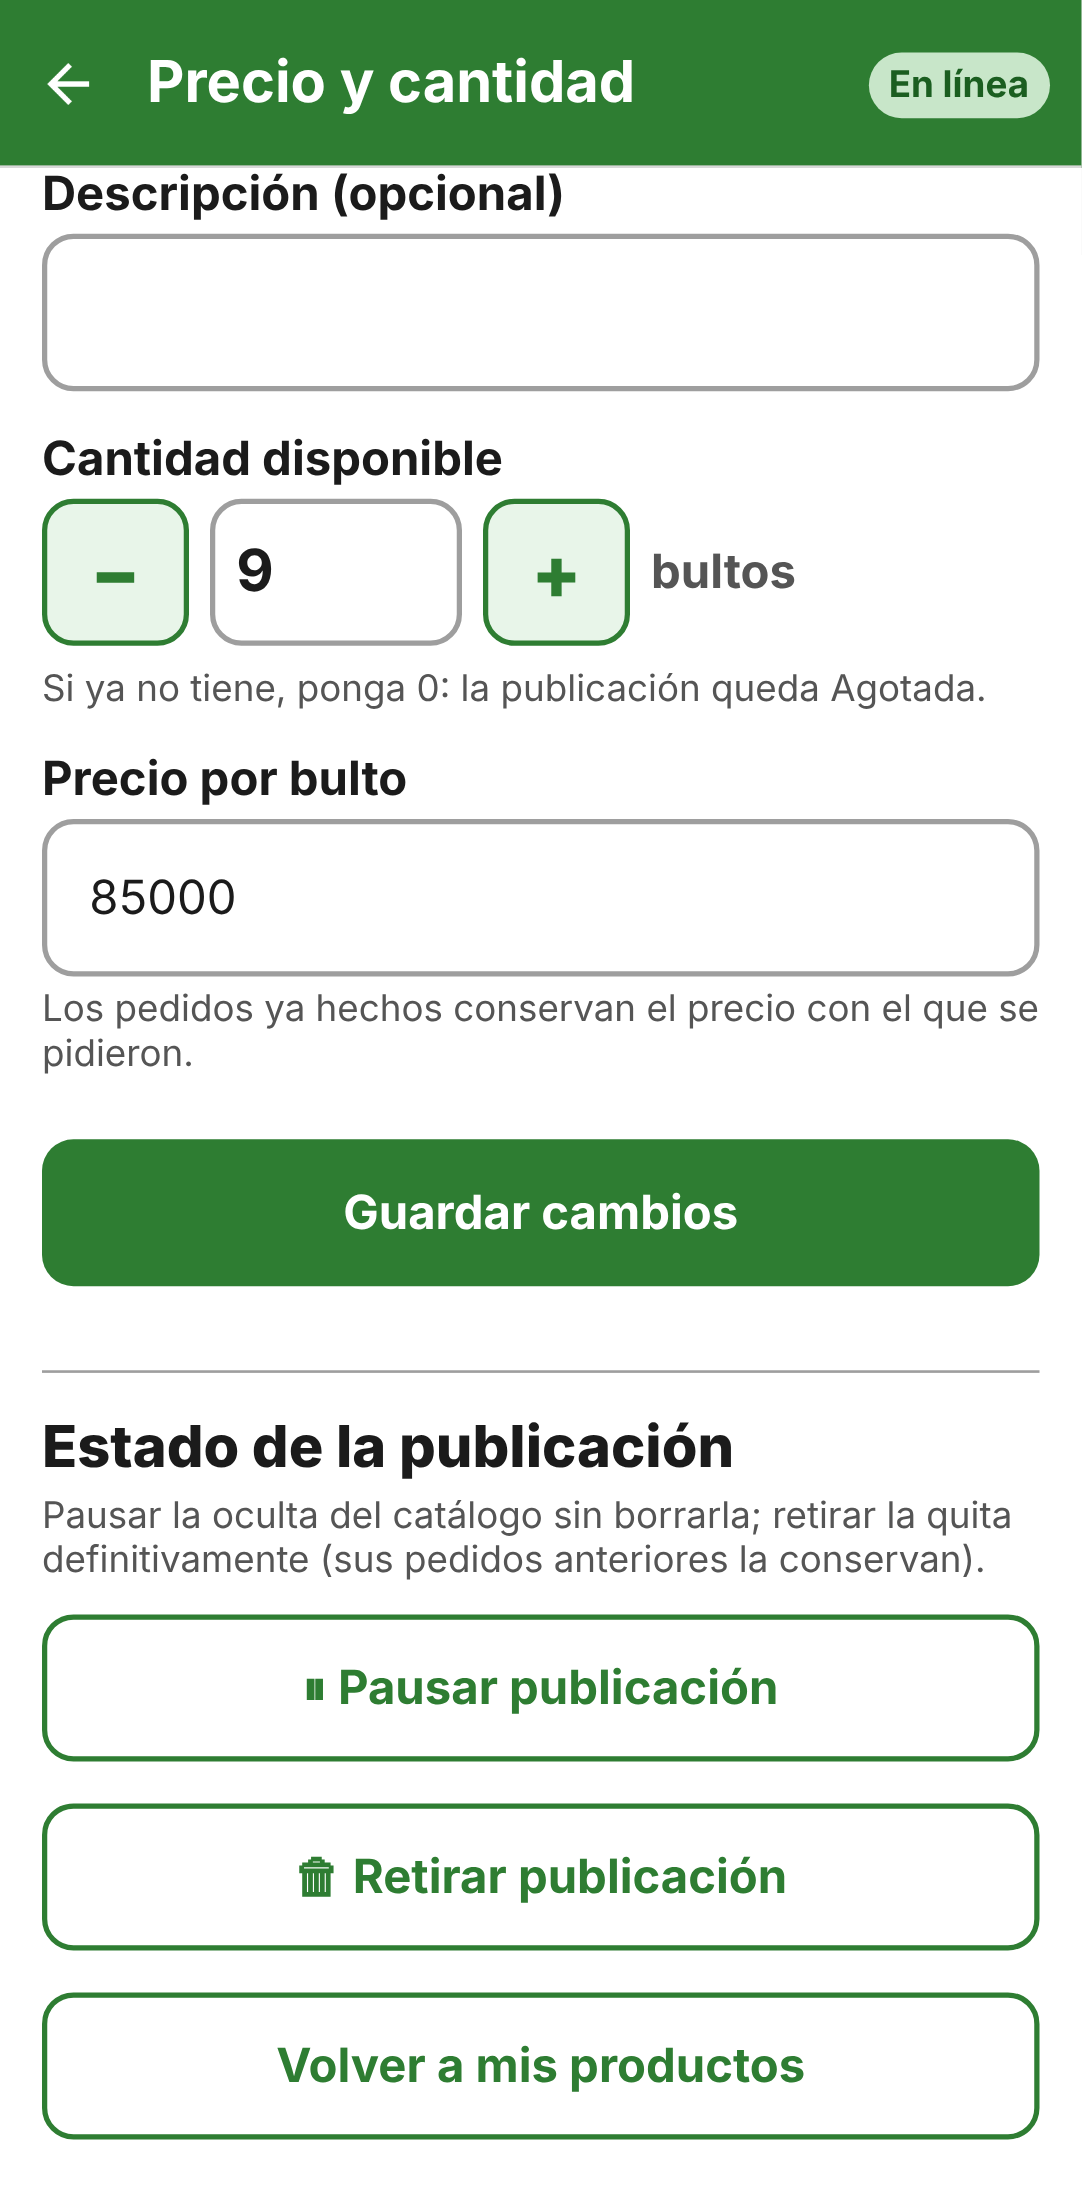 Precio y cantidad
En línea
Descripción (opcional)
Cantidad disponible
− 9 + bultos
Si ya no tiene, ponga 0: la publicación queda Agotada.
Precio por bulto
85000
Los pedidos ya hechos conservan el precio con el que se
pidieron.
Guardar cambios
Estado de la publicación
Pausar la oculta del catálogo sin borrarla; retirar la quita
definitivamente (sus pedidos anteriores la conservan).
Pausar publicación
Retirar publicación
Volver a mis productos